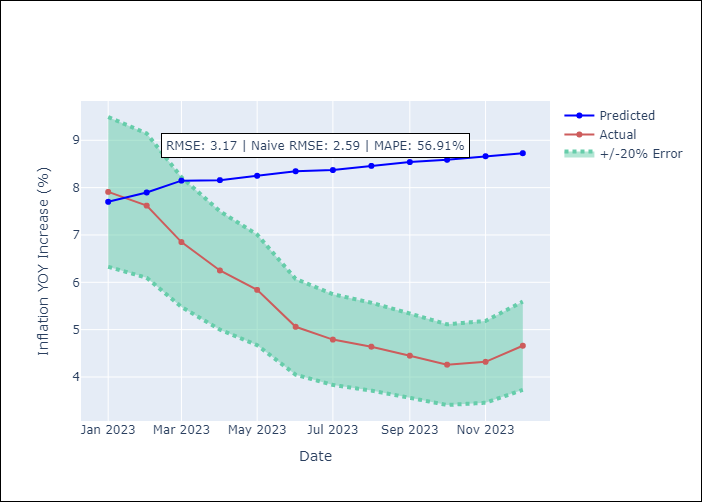 RMSE: 3.17 | Naive RMSE: 2.59 | MAPE: 56.91%
Predicted
Actual
+/-20% Error
Inflation YOY Increase (%)
9
8
7
6
5
4
Jan 2023
Mar 2023
May 2023
Jul 2023
Sep 2023
Nov 2023
Date